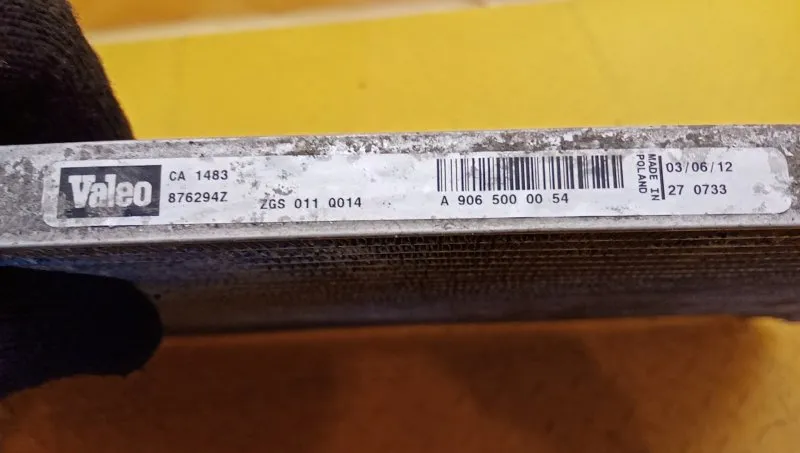 Valeo
CA 1483
876294Z
ZGS 011 Q014
A 906 500 00 54
MADE IN
POLAND
03/06/12
27 0733